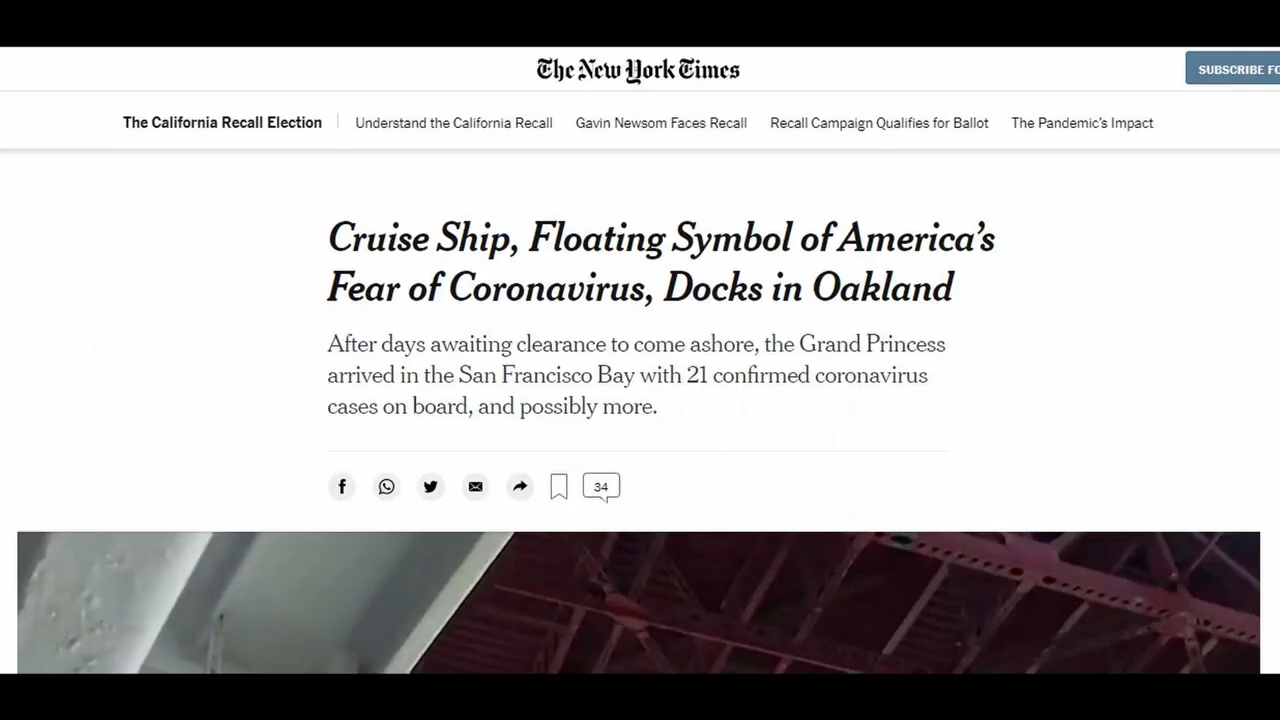 The New York Times
SUBSCRIBE FO
The California Recall Election Understand the California Recall Gavin Newsom Faces Recall Recall Campaign Qualifies for Ballot The Pandemic's Impact
Cruise Ship, Floating Symbol of America's
Fear of Coronavirus, Docks in Oakland
After days awaiting clearance to come ashore, the Grand Princess
arrived in the San Francisco Bay with 21 confirmed coronavirus
cases on board, and possibly more.
34